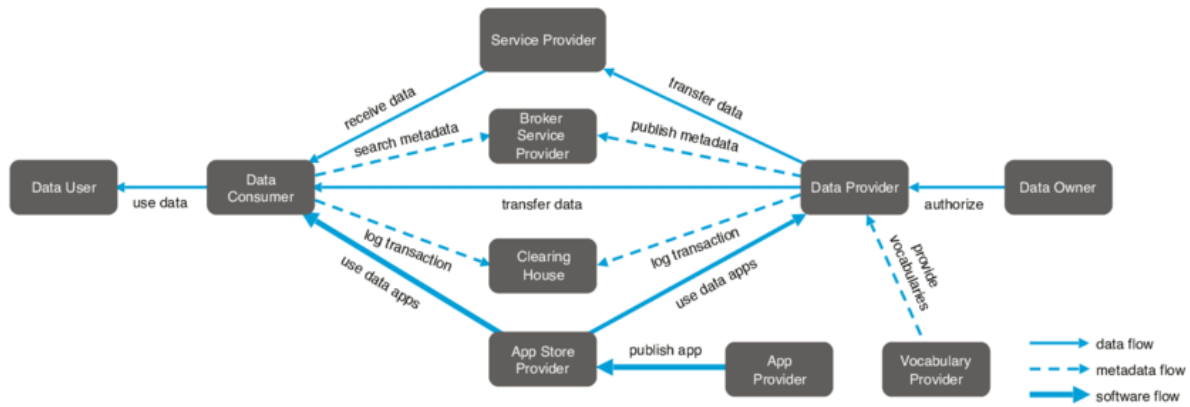 Service Provider
receive data
transfer data
search metadata
Broker
Service
Provider
publish metadata
Data User
use data
Data
Consumer
transfer data
Data Provider
authorize
Data Owner
log transaction
Clearing
House
log transaction
use data apps
use data apps
provide
vocabularies
App Store
Provider
publish app
App
Provider
Vocabulary
Provider
data flow
metadata flow
software flow